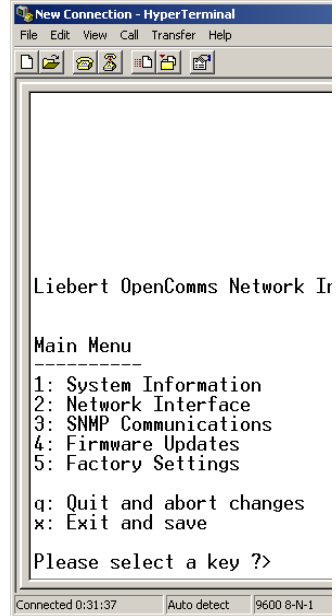 New Connection - HyperTerminal
File Edit View Call Transfer Help
Liebert OpenComms Network
Main Menu
----------
1: System Information
2: Network Interface
3: SNMP Communications
4: Firmware Updates
5: Factory Settings
q: Quit and abort changes
x: Exit and save
Please select a key ?>
Connected 0:31:37 Auto detect 9600 8-N-1